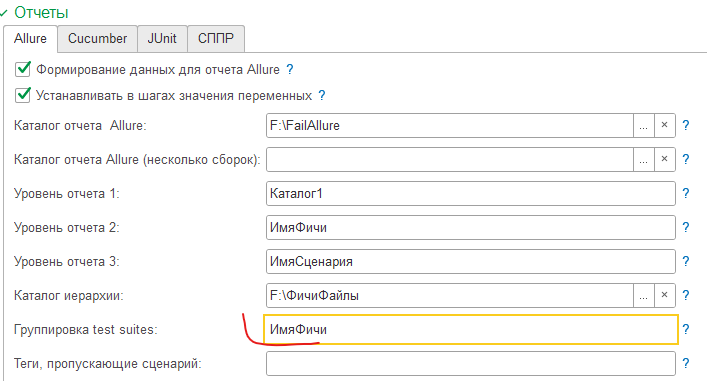 Отчеты
Allure Cucumber JUnit СППР
Формирование данных для отчета Allure ?
Устанавливать в шагах значения переменных ?
Каталог отчета Allure: F:\FailAllure ... × ?
Каталог отчета Allure (несколько сборок): ... × ?
Уровень отчета 1: Каталог1 ?
Уровень отчета 2: ИмяФичи ?
Уровень отчета 3: ИмяСценария ?
Каталог иерархии: F:\ФичиФайлы ... × ?
Группировка test suites: ИмяФичи ?
Теги, пропускающие сценарий: ?